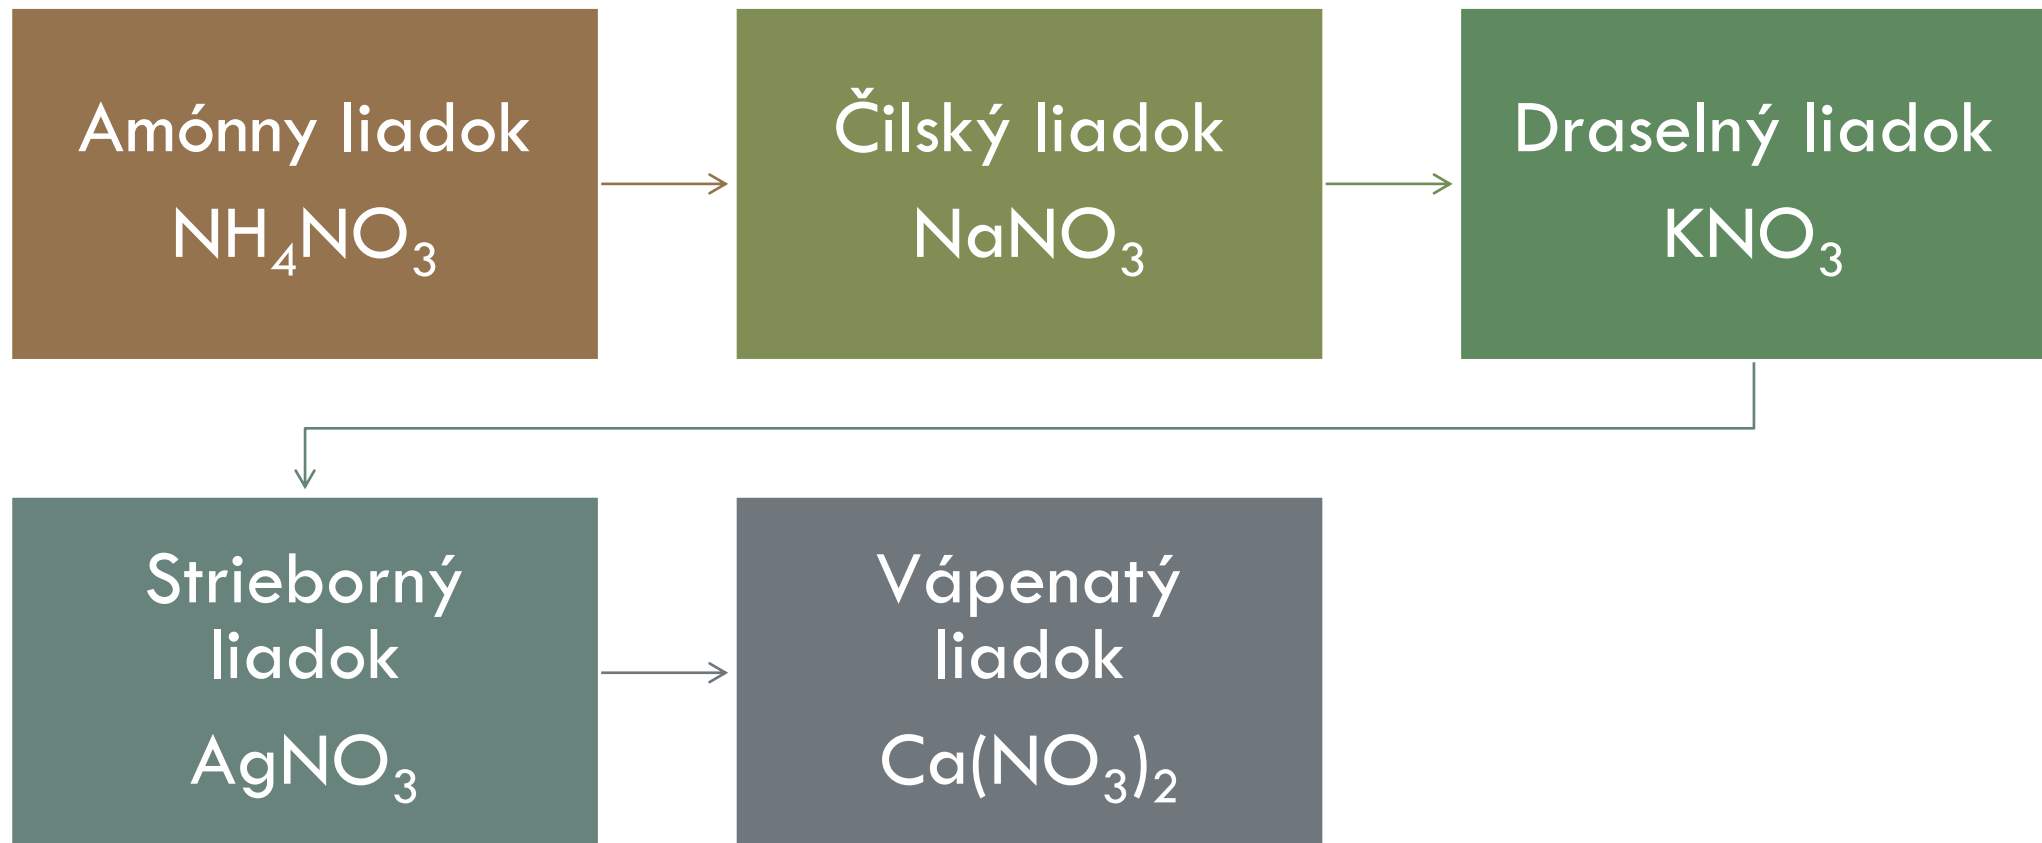 Amónny liadok
NH₄NO₃
Čilský liadok
NaNO₃
Draselný liadok
KNO₃
Strieborný
liadok
AgNO₃
Vápenatý
liadok
Ca(NO₃)₂